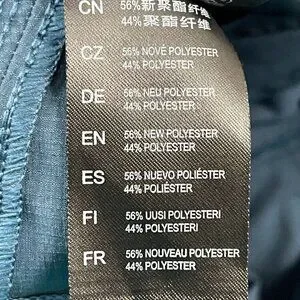 CN 56%新聚酯纤维
44%聚酯纤维
CZ 56% NOVÉ POLYESTER
44% POLYESTER
DE 56% NEU POLYESTER
44% POLYESTER
EN 56% NEW POLYESTER
44% POLYESTER
ES 56% NUEVO POLIÉSTER
44% POLIÉSTER
FI 56% UUSI POLYESTERI
44% POLYESTERI
FR 56% NOUVEAU POLYESTER
44% POLYESTER